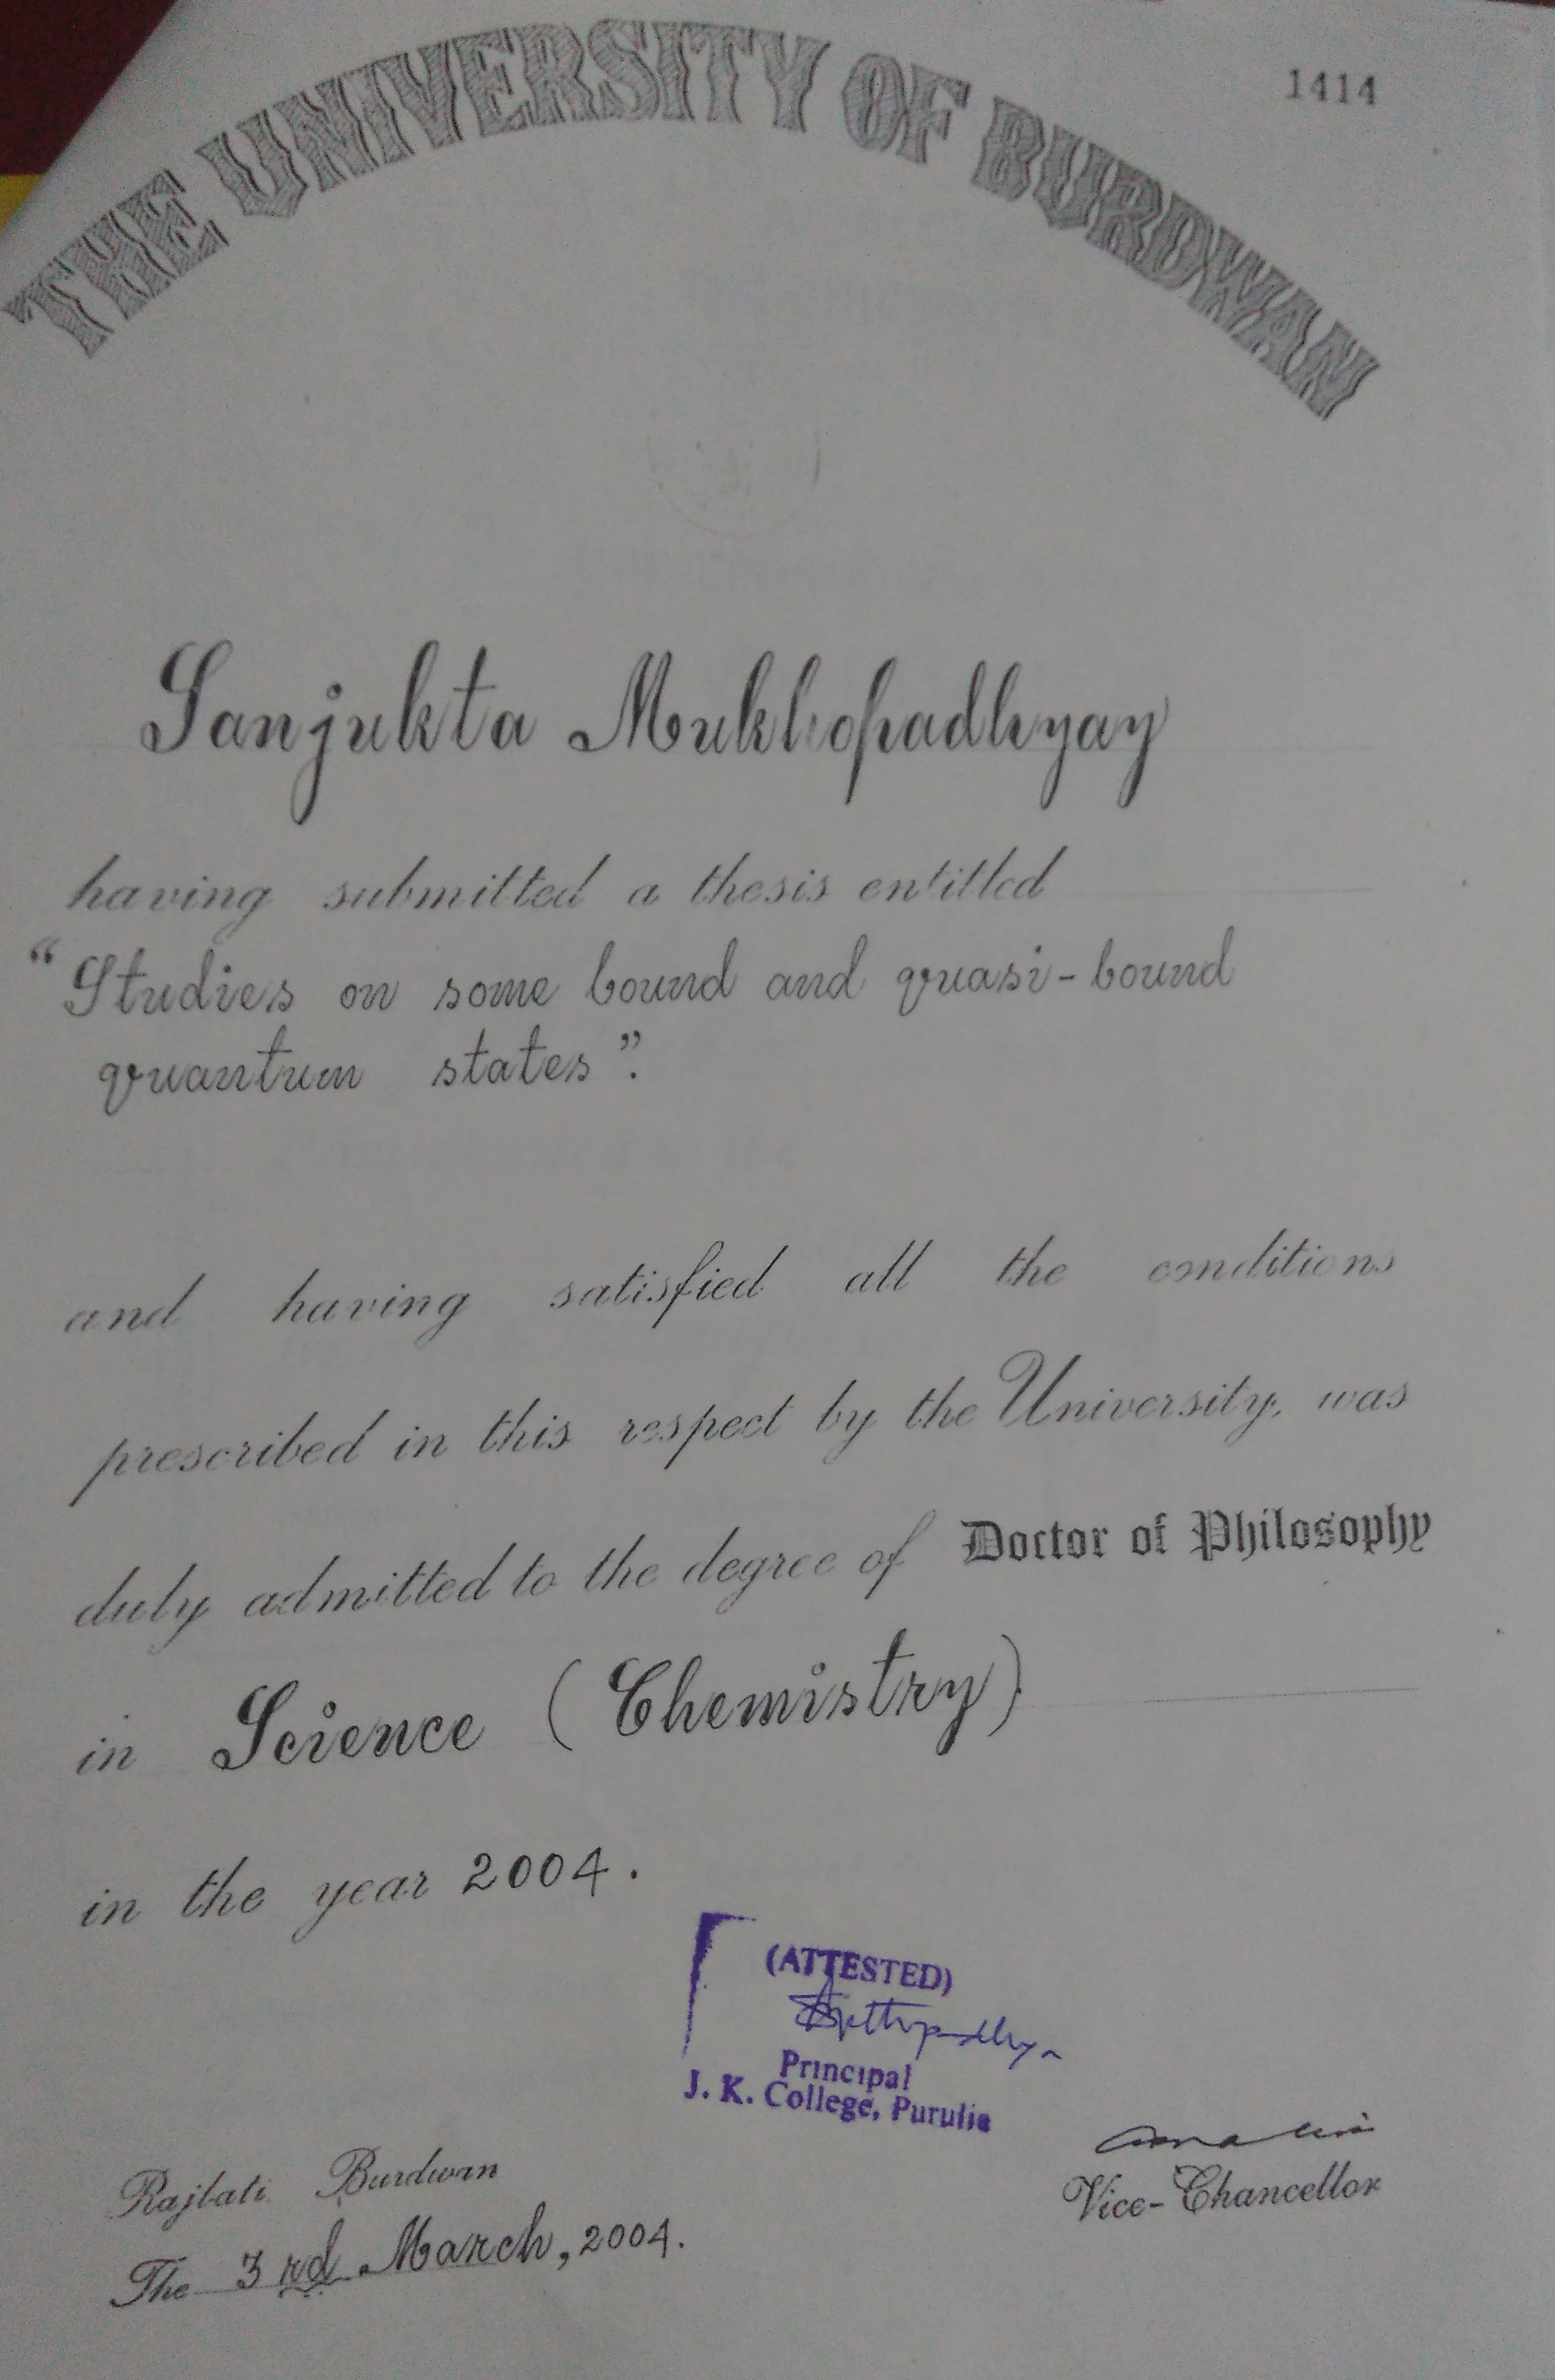 1414
THE UNIVERSITY OF BURDWAN
Sanjukta Mukhopadhyay
having submitted a thesis entitled
“Studies on some bound and quasi-bound
quantum states”.
and having satisfied all the conditions
prescribed in this respect by the University, was
duly admitted to the degree of Doctor of Philosophy
in Science (Chemistry)
in the year 2004.
(ATTESTED)
Principal
J. K. College, Purulia
Vice-Chancellor
Rajbati Burdwan
The 3rd March, 2004.